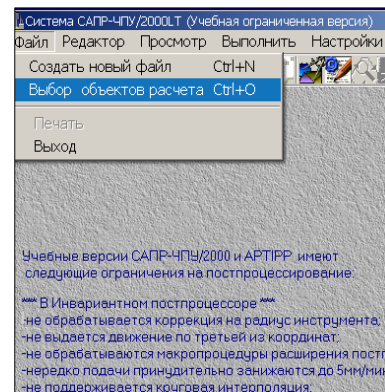 Система САПР-ЧПУ/2000LT (Учебная ограниченная версия)
Файл Редактор Просмотр Выполнить Настройки
Создать новый файл Ctrl+N
Выбор объектов расчета Ctrl+O
Печать
Выход
Учебные версии САПР-ЧПУ/2000 и АРТІРР имеют
следующие ограничения на постпроцессирование:
*** В Инвариантном постпроцессоре ***
-не обрабатывается коррекция на радиус инструмента;
-не выдается движение по третьей из координат;
-не обрабатываются макропроцедуры расширения
-нередко подачи принудительно занижаются до 5мм/мин
-не поддерживается круговая интерполяция;